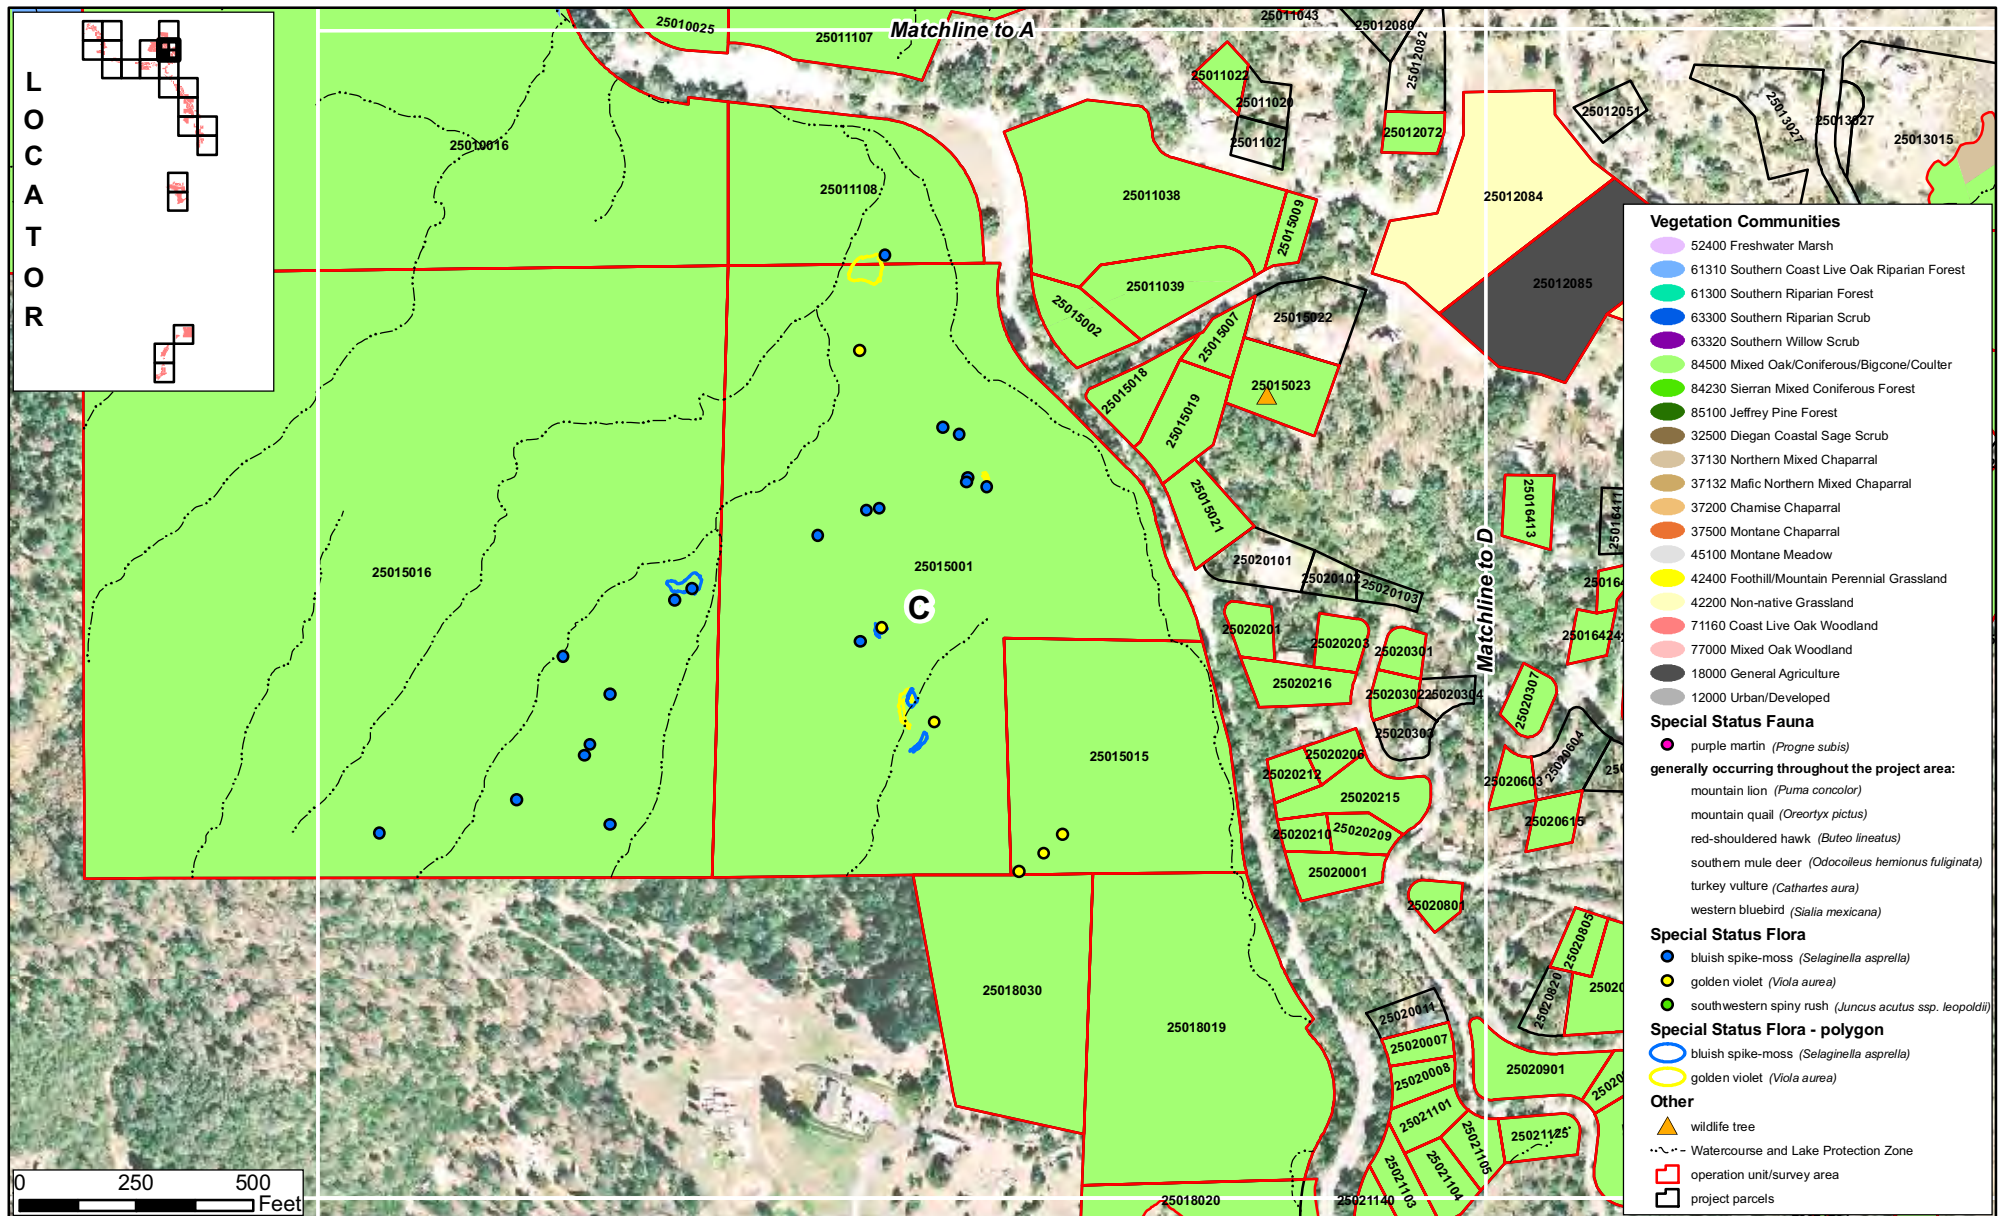 LOCATOR
Matchline to A
Matchline to D
C
25010025
25011107
25011043
25012080
25012082
25011022
25011020
25011021
25012072
25012051
25013027
25013027
25013015
25010016
25011108
25011038
25015009
25012084
25012085
25011039
25015002
25015007
25015022
25015018
25015019
25015023
25015021
25016413
25016411
25015016
25015001
25020101
25020102
25020103
25020201
25020203
25020301
25020216
25020302
25020304
25020303
25016424
25020307
25020604
25015015
25020206
25020212
25020215
25020210
25020209
25020001
25020603
25020615
25020801
25020805
25020820
25018030
25018019
25020011
25020007
25020008
25021101
25021105
25021104
25021103
25021140
25020901
25021125
25018020
0 250 500
Feet
Vegetation Communities
52400 Freshwater Marsh
61310 Southern Coast Live Oak Riparian Forest
61300 Southern Riparian Forest
63300 Southern Riparian Scrub
63320 Southern Willow Scrub
84500 Mixed Oak/Coniferous/Bigcone/Coulter
84230 Sierran Mixed Coniferous Forest
85100 Jeffrey Pine Forest
32500 Diegan Coastal Sage Scrub
37130 Northern Mixed Chaparral
37132 Mafic Northern Mixed Chaparral
37200 Chamise Chaparral
37500 Montane Chaparral
45100 Montane Meadow
42400 Foothill/Mountain Perennial Grassland
42200 Non-native Grassland
71160 Coast Live Oak Woodland
77000 Mixed Oak Woodland
18000 General Agriculture
12000 Urban/Developed
Special Status Fauna
purple martin (Progne subis)
generally occurring throughout the project area:
mountain lion (Puma concolor)
mountain quail (Oreortyx pictus)
red-shouldered hawk (Buteo lineatus)
southern mule deer (Odocoileus hemionus fuliginata)
turkey vulture (Cathartes aura)
western bluebird (Sialia mexicana)
Special Status Flora
bluish spike-moss (Selaginella asprella)
golden violet (Viola aurea)
southwestern spiny rush (Juncus acutus ssp. leopoldii)
Special Status Flora - polygon
bluish spike-moss (Selaginella asprella)
golden violet (Viola aurea)
Other
wildlife tree
Watercourse and Lake Protection Zone
operation unit/survey area
project parcels